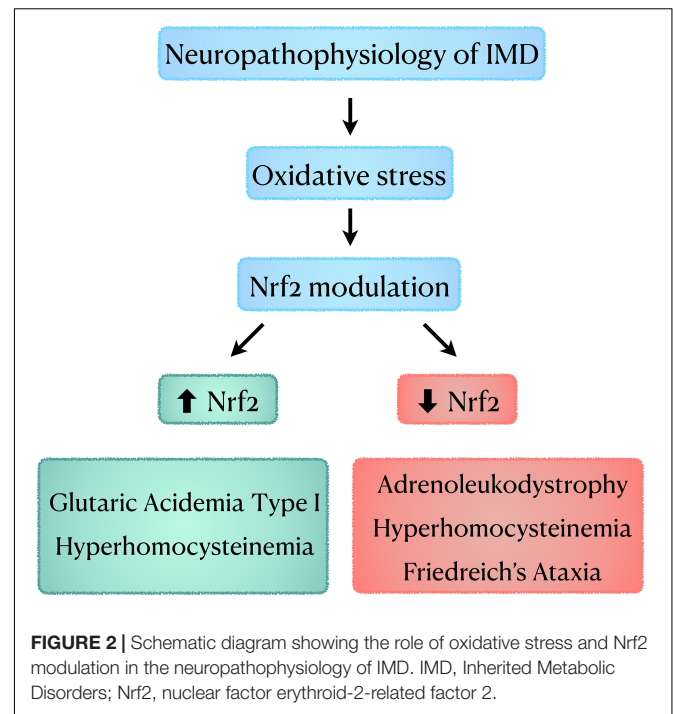 Neuropathophysiology of IMD
Oxidative stress
Nrf2 modulation
⬆ Nrf2
⬇ Nrf2
Glutaric Acidemia Type I
Hyperhomocysteinemia
Adrenoleukodystrophy
Hyperhomocysteinemia
Friedreich's Ataxia
FIGURE 2 | Schematic diagram showing the role of oxidative stress and Nrf2
modulation in the neuropathophysiology of IMD. IMD, Inherited Metabolic
Disorders; Nrf2, nuclear factor erythroid-2-related factor 2.